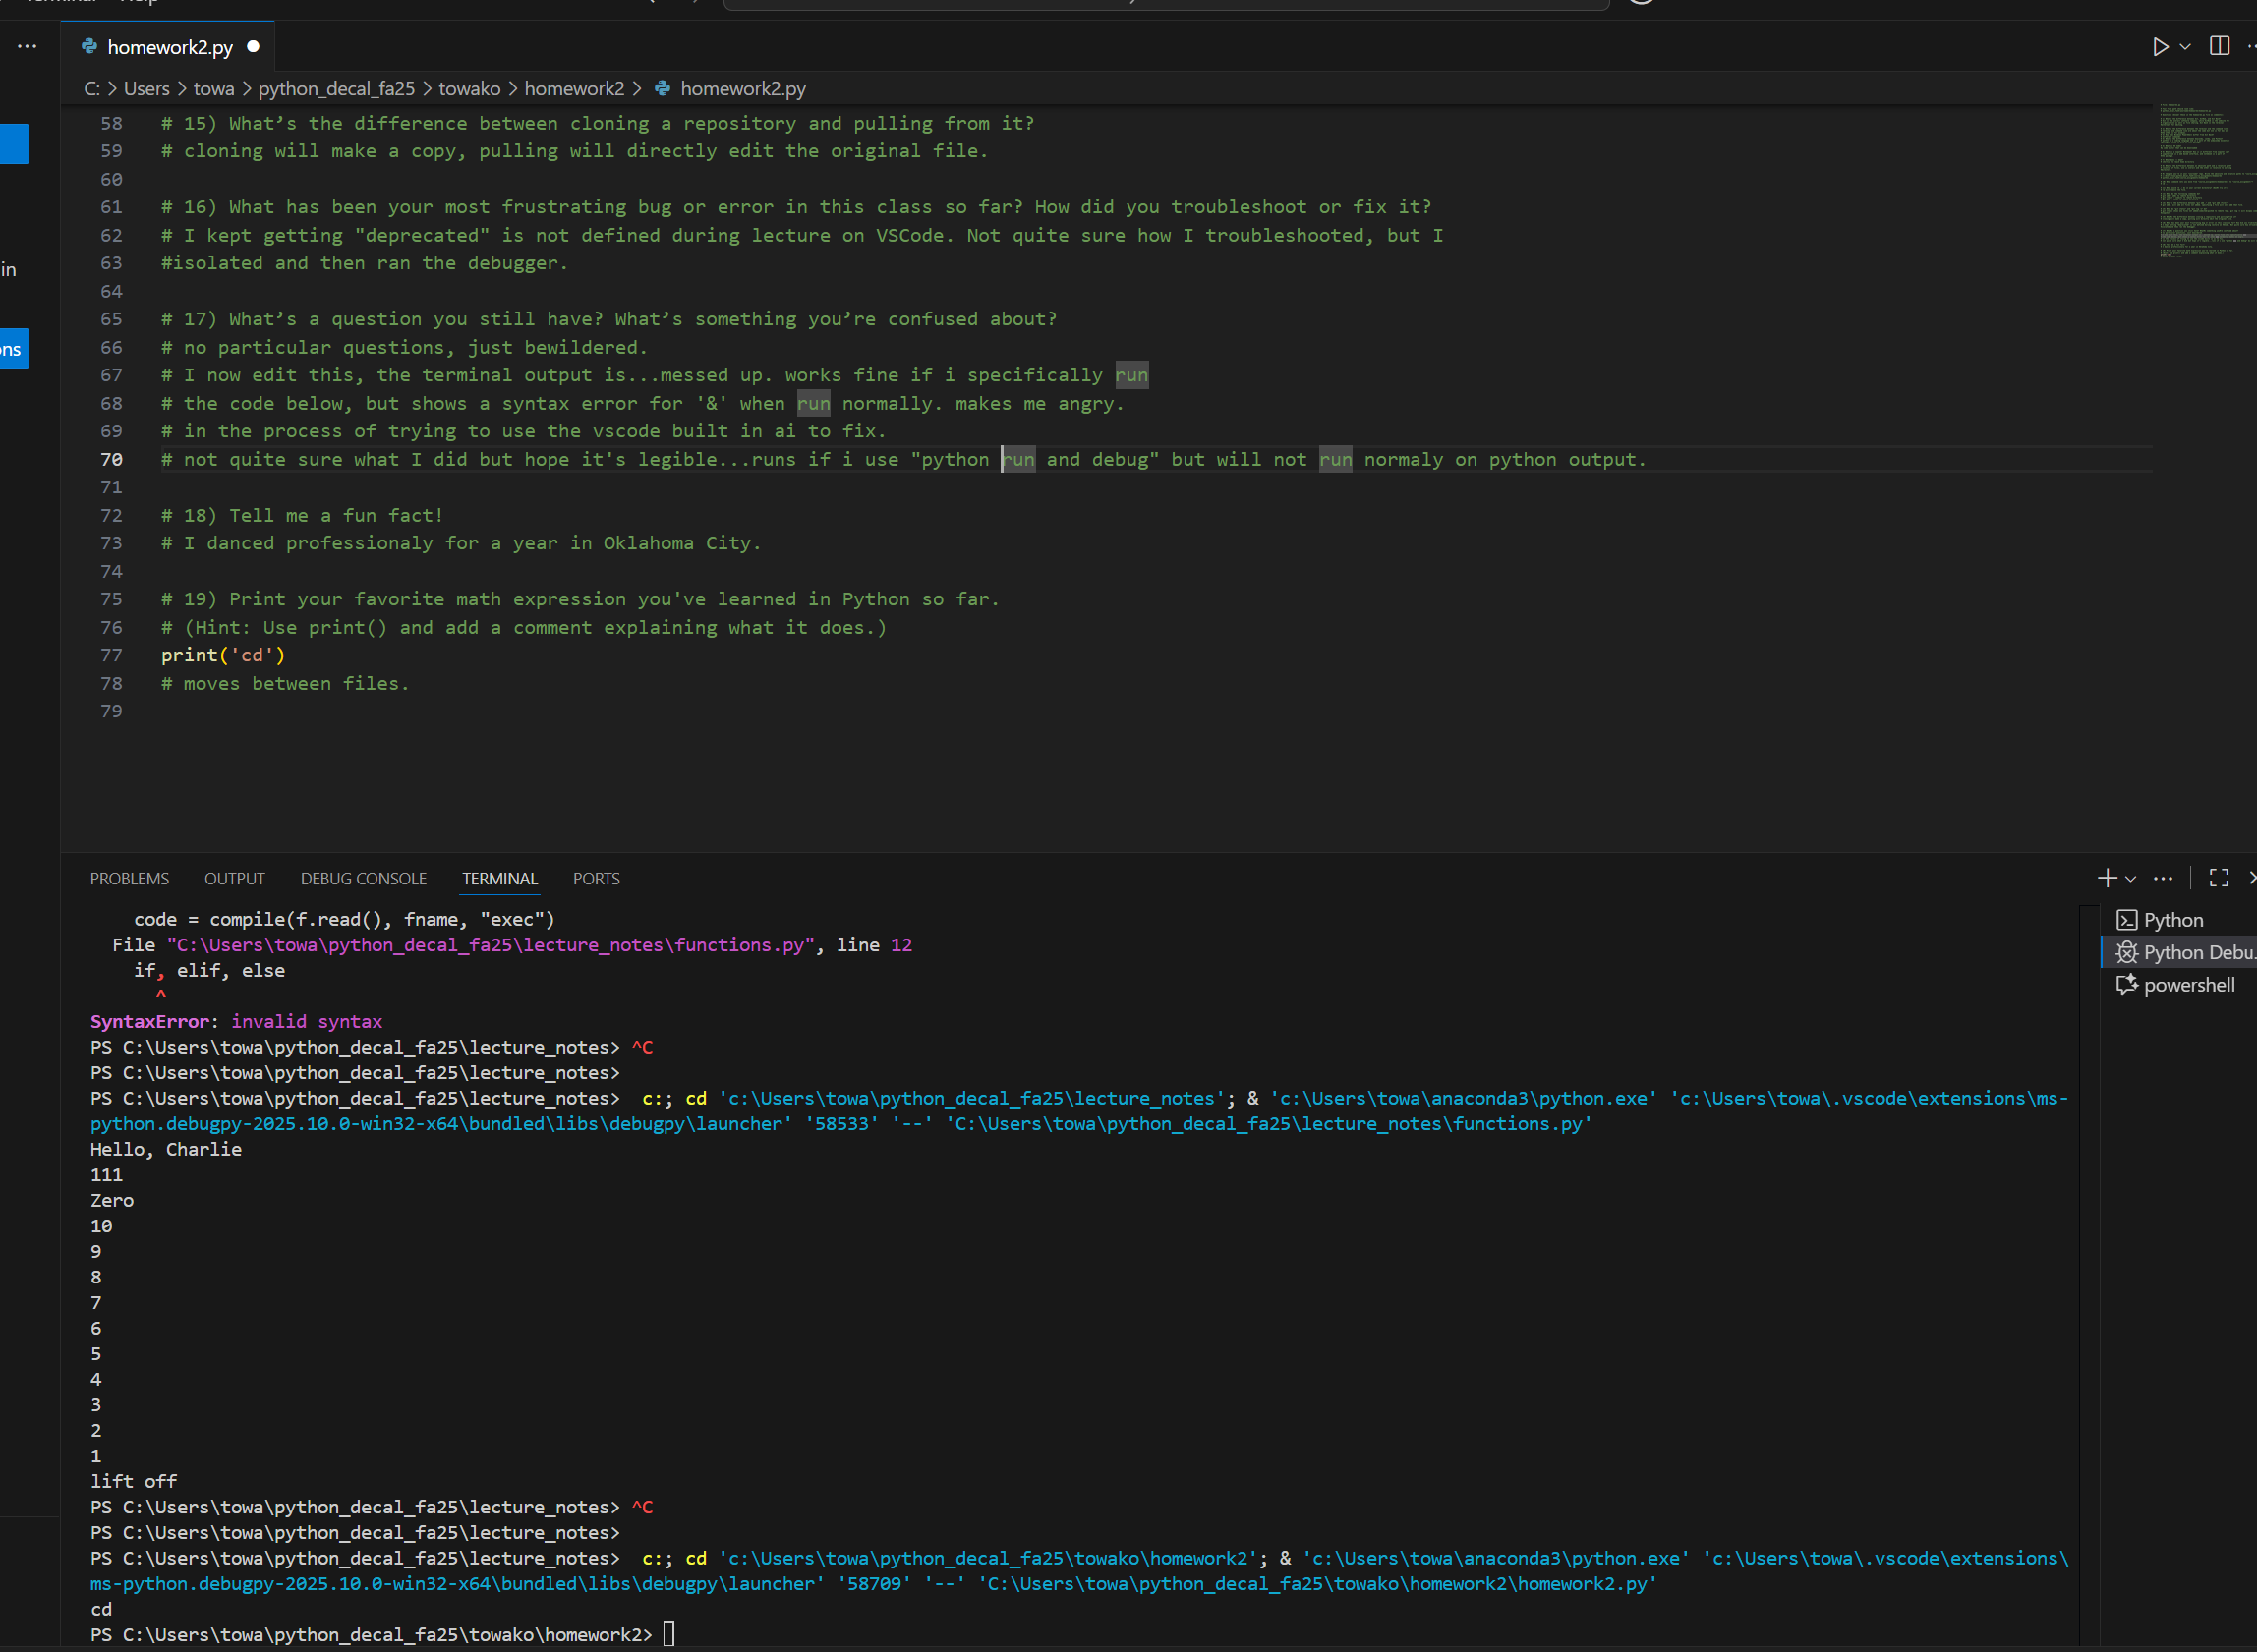 homework2.py
C: > Users > towa > python_decal_fa25 > towako > homework2 > homework2.py
58 # 15) What’s the difference between cloning a repository and pulling from it?
59 # cloning will make a copy, pulling will directly edit the original file.
60
61 # 16) What has been your most frustrating bug or error in this class so far? How did you troubleshoot or fix it?
62 # I kept getting "deprecated" is not defined during lecture on VSCode. Not quite sure how I troubleshooted, but I
63 #isolated and then ran the debugger.
64
65 # 17) What’s a question you still have? What’s something you’re confused about?
66 # no particular questions, just bewildered.
67 # I now edit this, the terminal output is...messed up. works fine if i specifically run
68 # the code below, but shows a syntax error for '&' when run normally. makes me angry.
69 # in the process of trying to use the vscode built in ai to fix.
70 # not quite sure what I did but hope it's legible...runs if i use "python run and debug" but will not run normaly on python output.
71
72 # 18) Tell me a fun fact!
73 # I danced professionaly for a year in Oklahoma City.
74
75 # 19) Print your favorite math expression you've learned in Python so far.
76 # (Hint: Use print() and add a comment explaining what it does.)
77 print('cd')
78 # moves between files.
79
in
ons
PROBLEMS OUTPUT DEBUG CONSOLE TERMINAL PORTS
code = compile(f.read(), fname, "exec")
File "C:\Users\towa\python_decal_fa25\lecture_notes\functions.py", line 12
if, elif, else
^
SyntaxError: invalid syntax
PS C:\Users\towa\python_decal_fa25\lecture_notes> ^C
PS C:\Users\towa\python_decal_fa25\lecture_notes>
PS C:\Users\towa\python_decal_fa25\lecture_notes>  c:; cd 'c:\Users\towa\python_decal_fa25\lecture_notes'; & 'c:\Users\towa\anaconda3\python.exe' 'c:\Users\towa\.vscode\extensions\ms-
python.debugpy-2025.10.0-win32-x64\bundled\libs\debugpy\launcher' '58533' '--' 'C:\Users\towa\python_decal_fa25\lecture_notes\functions.py'
Hello, Charlie
111
Zero
10
9
8
7
6
5
4
3
2
1
lift off
PS C:\Users\towa\python_decal_fa25\lecture_notes> ^C
PS C:\Users\towa\python_decal_fa25\lecture_notes>
PS C:\Users\towa\python_decal_fa25\lecture_notes>  c:; cd 'c:\Users\towa\python_decal_fa25\towako\homework2'; & 'c:\Users\towa\anaconda3\python.exe' 'c:\Users\towa\.vscode\extensions\
ms-python.debugpy-2025.10.0-win32-x64\bundled\libs\debugpy\launcher' '58709' '--' 'C:\Users\towa\python_decal_fa25\towako\homework2\homework2.py'
cd
PS C:\Users\towa\python_decal_fa25\towako\homework2>
Python
Python Debu...
powershell